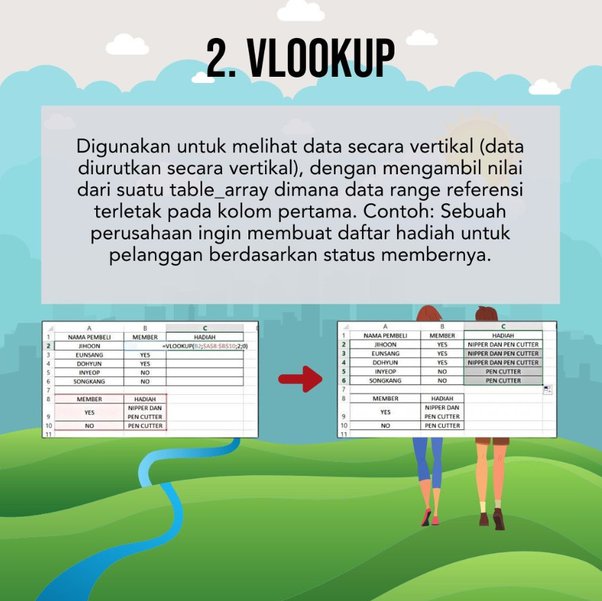 2. VLOOKUP
Digunakan untuk melihat data secara vertikal (data
diurutkan secara vertikal), dengan mengambil nilai
dari suatu table_array dimana data range referensi
terletak pada kolom pertama. Contoh: Sebuah
perusahaan ingin membuat daftar hadiah untuk
pelanggan berdasarkan status membernya.
A B C
1 NAMA PEMBELI MEMBER HADIAH
2 JIHOON =VLOOKUP(B2;$A$8:$B$10;2;0)
3 EUNSANG YES
4 DOHYUN YES
5 INYEOP NO
6 SONGKANG NO
7
8 MEMBER HADIAH
9 YES NIPPER DAN
PEN CUTTER
10 NO PEN CUTTER
11
A B C
1 NAMA PEMBELI MEMBER HADIAH
2 JIHOON YES NIPPER DAN PEN CUTTER
3 EUNSANG YES NIPPER DAN PEN CUTTER
4 DOHYUN YES NIPPER DAN PEN CUTTER
5 INYEOP NO PEN CUTTER
6 SONGKANG NO PEN CUTTER
7
8 MEMBER HADIAH
9 YES NIPPER DAN
PEN CUTTER
10 NO PEN CUTTER
11